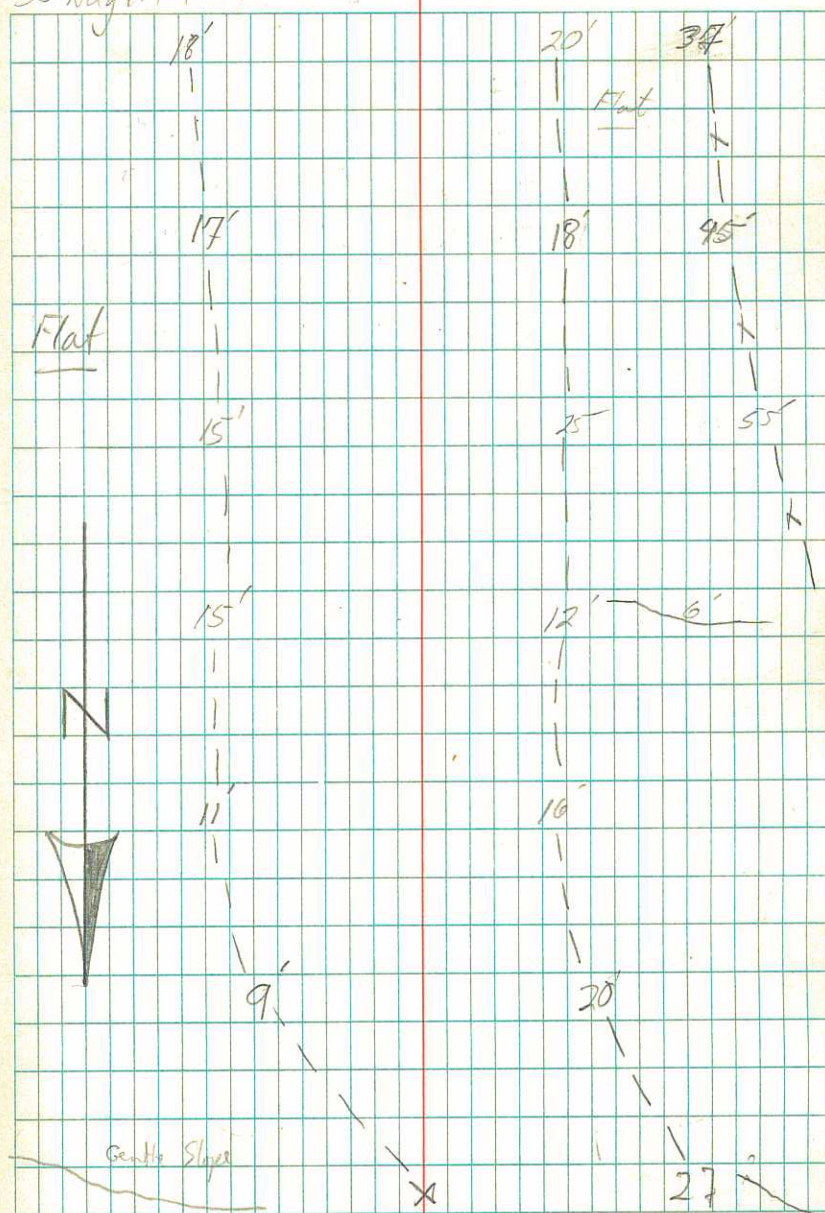 18' 20' 37'
Flat
17' 18' 45'
Flat
15' 25 55'
15' 12' 6'
N
11' 16'
9' 20'
Gentle Slope
X 27'